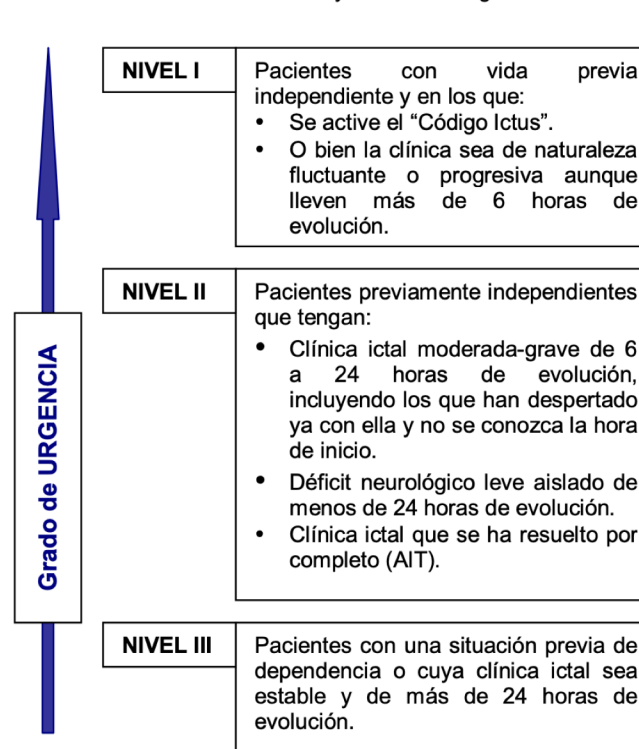 NIVEL I
Pacientes con vida previa
independiente y en los que:
• Se active el “Código Ictus”.
• O bien la clínica sea de naturaleza
fluctuante o progresiva aunque
lleven más de 6 horas de
evolución.
NIVEL II
Pacientes previamente independientes
que tengan:
• Clínica ictal moderada-grave de 6
a 24 horas de evolución,
incluyendo los que han despertado
ya con ella y no se conozca la hora
de inicio.
• Déficit neurológico leve aislado de
menos de 24 horas de evolución.
• Clínica ictal que se ha resuelto por
completo (AIT).
Grado de URGENCIA
NIVEL III
Pacientes con una situación previa de
dependencia o cuya clínica ictal sea
estable y de más de 24 horas de
evolución.